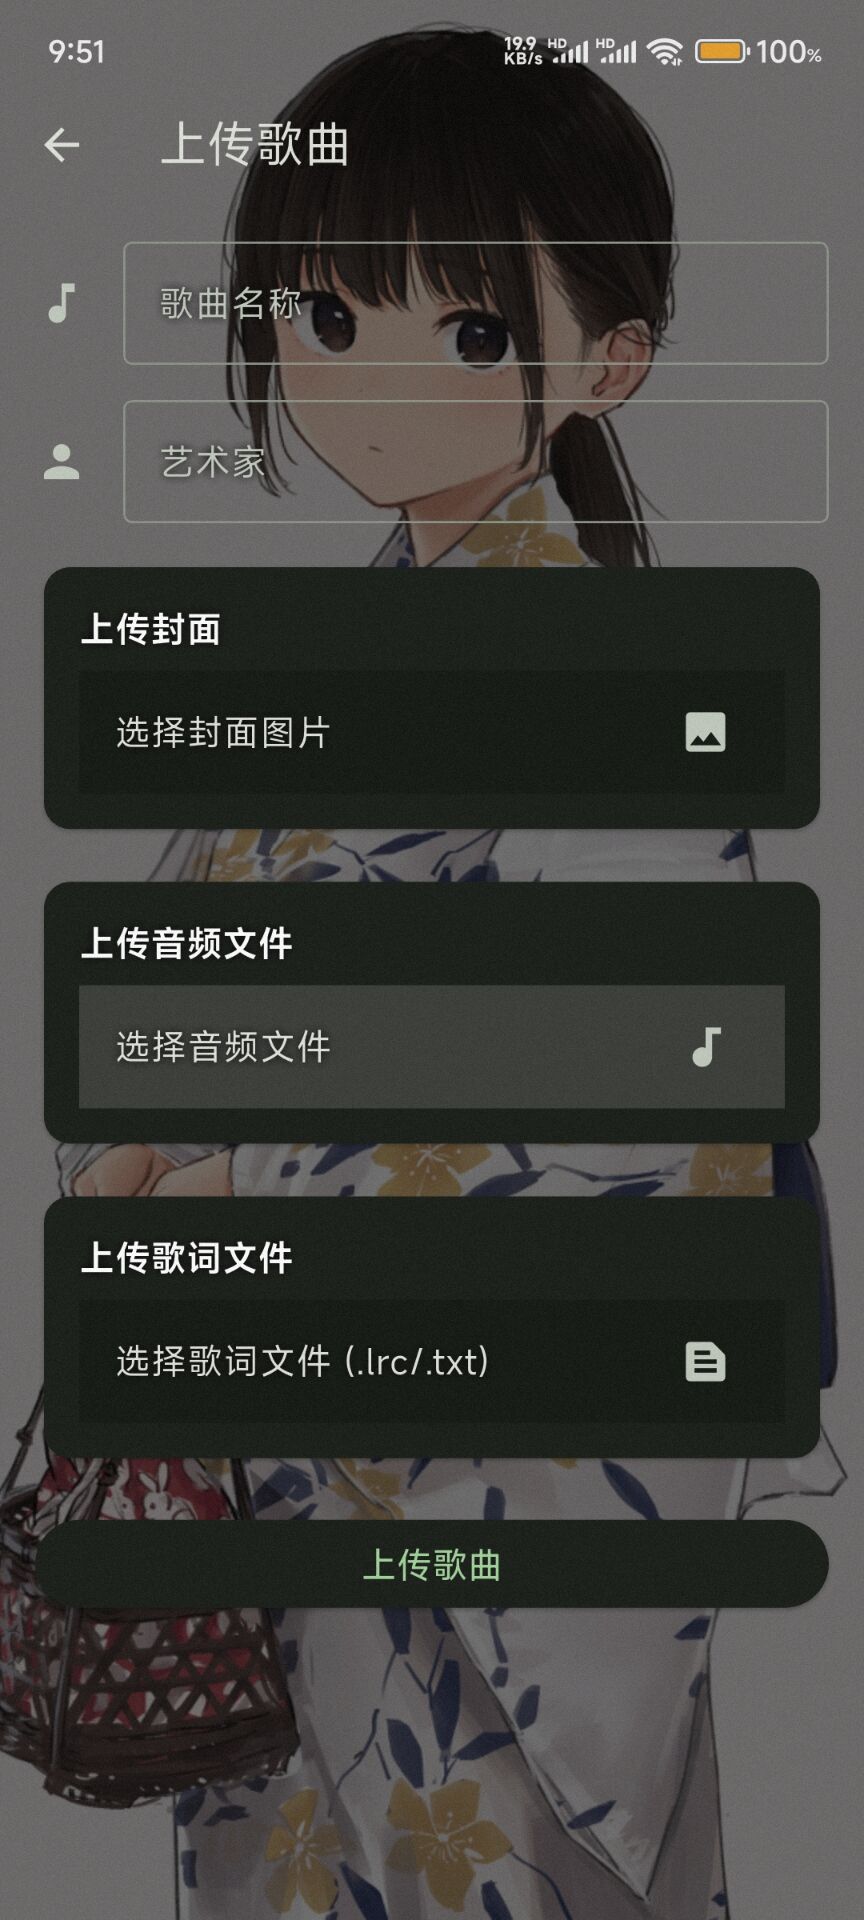 9:51
19.9 KB/s HD HD 100%
上传歌曲
歌曲名称
艺术家
上传封面
选择封面图片
上传音频文件
选择音频文件
上传歌词文件
选择歌词文件 (.lrc/.txt)
上传歌曲